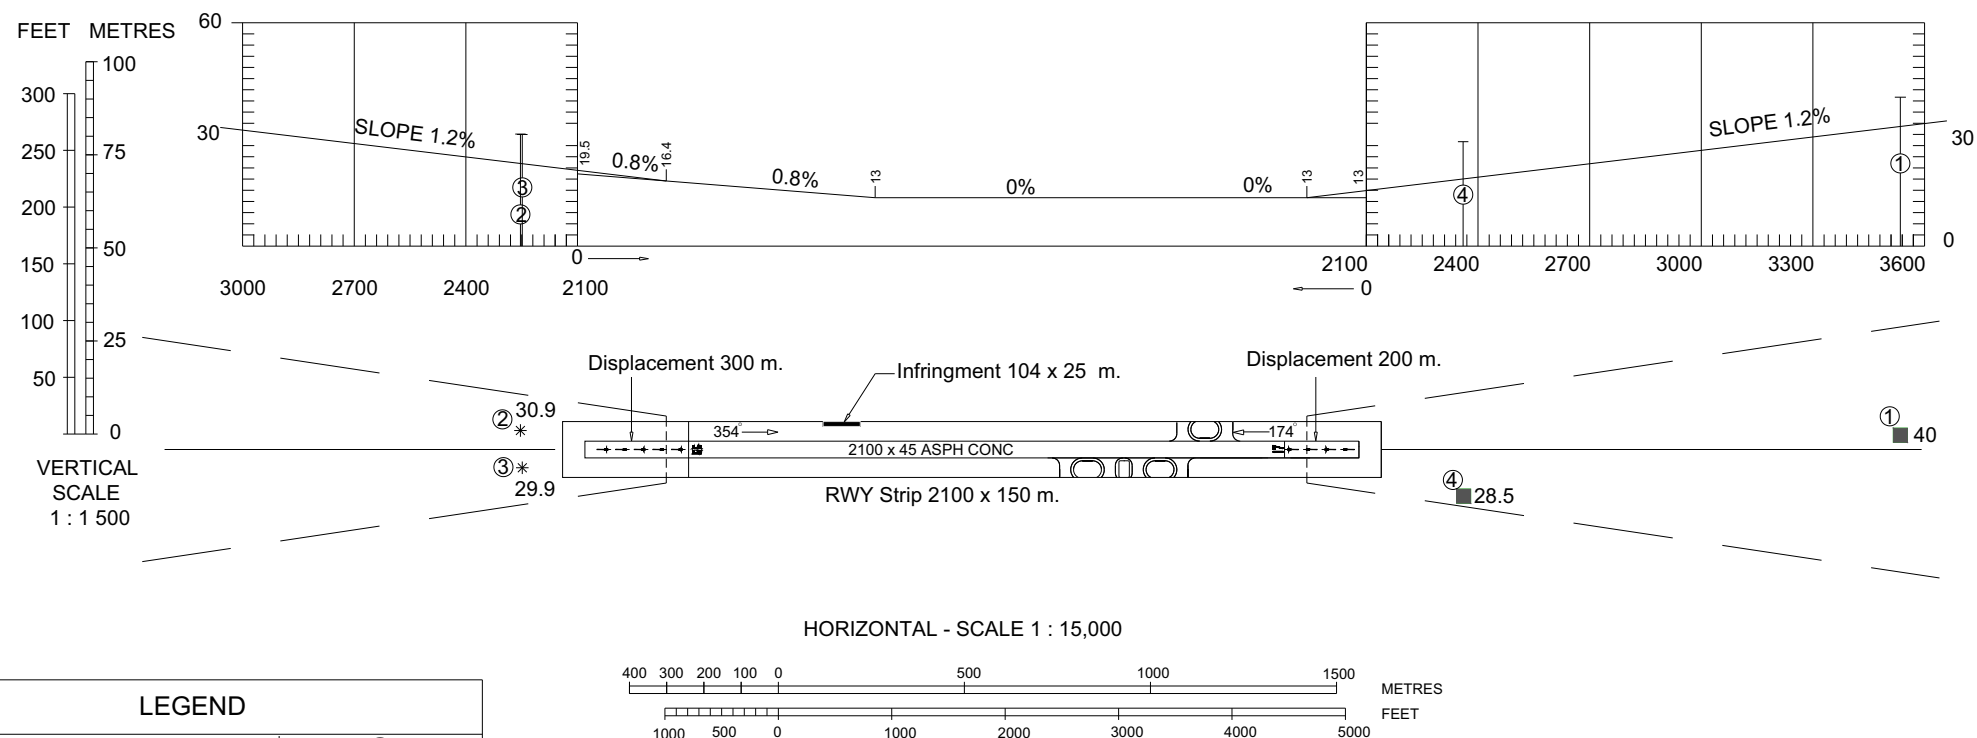 FEET METRES
60
100
300
30
SLOPE 1.2%
19.5
0.8%
16.4
0.8%
13
0%
0%
13
13
SLOPE 1.2%
30
250
75
3
2
4
1
200
150
50
0
0
3000
2700
2400
2100
2100
0
2400
2700
3000
3300
3600
100
25
50
0
Displacement 300 m.
Infringment 104 x 25 m.
Displacement 200 m.
2
30.9
354°
174°
2100 x 45 ASPH CONC
1
40
3
29.9
RWY Strip 2100 x 150 m.
4
28.5
VERTICAL
SCALE
1 : 1 500
HORIZONTAL - SCALE 1 : 15,000
400 300 200 100 0 500 1000 1500
METRES
FEET
1000 500 0 1000 2000 3000 4000 5000
LEGEND